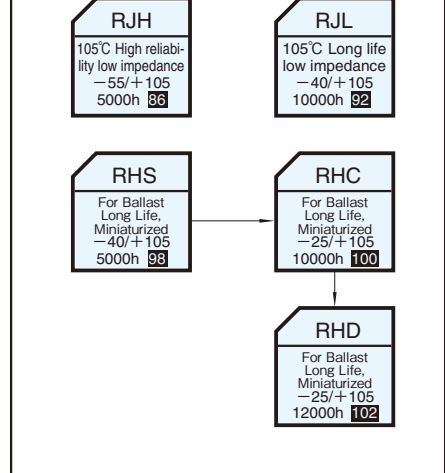 RJH
105℃ High reliabi-
lity low impedance
－55/＋105
5000h 86
RJL
105℃ Long life
low impedance
－40/＋105
10000h 92
RHS
For Ballast
Long Life,
Miniaturized
－40/＋105
5000h 98
RHC
For Ballast
Long Life,
Miniaturized
－25/＋105
10000h 100
RHD
For Ballast
Long Life,
Miniaturized
－25/＋105
12000h 102